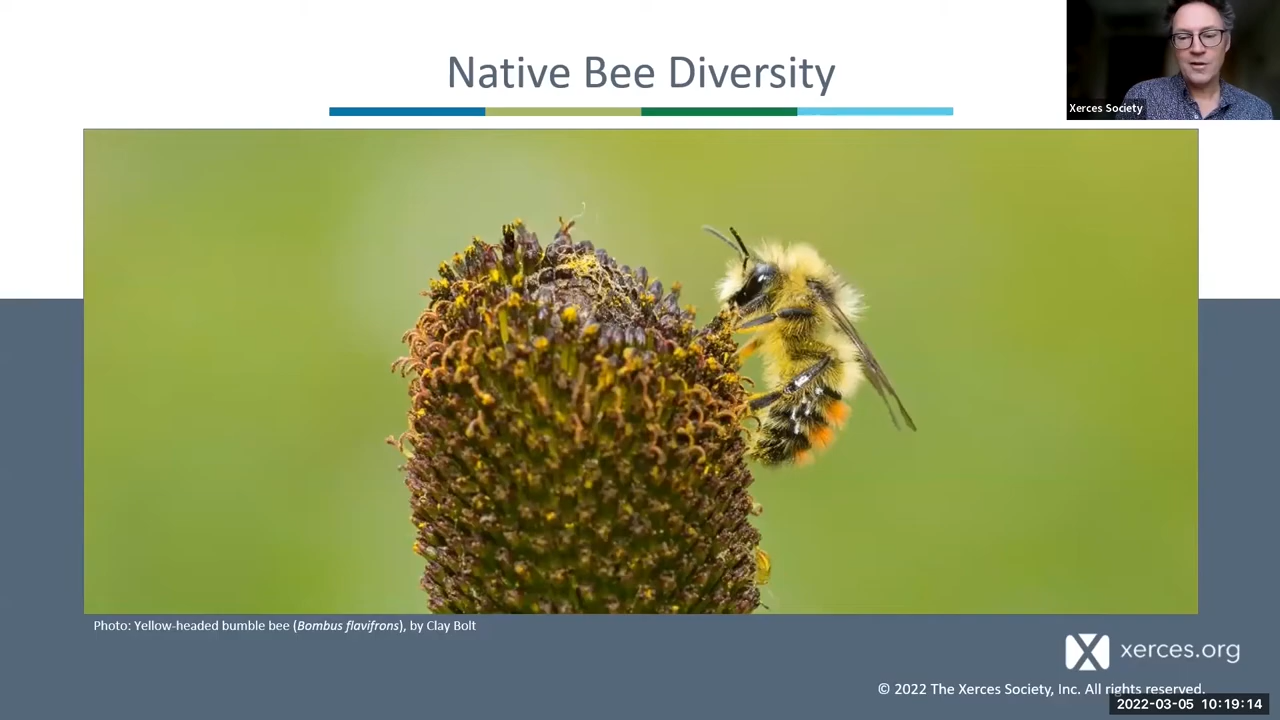 Native Bee Diversity
Xerces Society
Photo: Yellow-headed bumble bee (Bombus flavifrons), by Clay Bolt
xerces.org
© 2022 The Xerces Society, Inc. All rights reserved.
2022-03-05 10:19:14